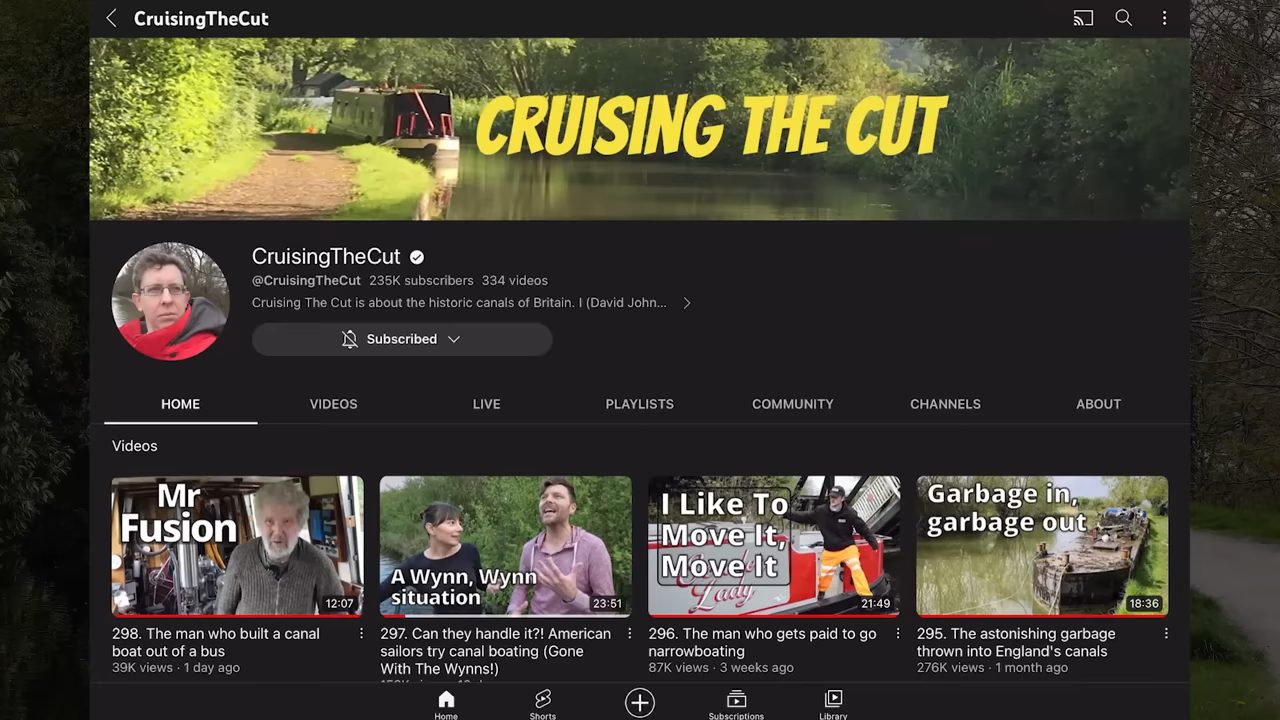 CruisingTheCut
CRUISING THE CUT
CruisingTheCut
@CruisingTheCut 235K subscribers 334 videos
Cruising The Cut is about the historic canals of Britain. I (David John...
Subscribed
HOME VIDEOS LIVE PLAYLISTS COMMUNITY CHANNELS ABOUT
Videos
Mr
Fusion
12:07
A Wynn, Wynn
situation
23:51
I Like To
Move It,
Move It
Lady
21:49
Garbage in,
garbage out
18:36
298. The man who built a canal
boat out of a bus
39K views · 1 day ago
297. Can they handle it?! American
sailors try canal boating (Gone
With The Wynns!)
296. The man who gets paid to go
narrowboating
87K views · 3 weeks ago
295. The astonishing garbage
thrown into England's canals
276K views · 1 month ago
Home Shorts Subscriptions Library